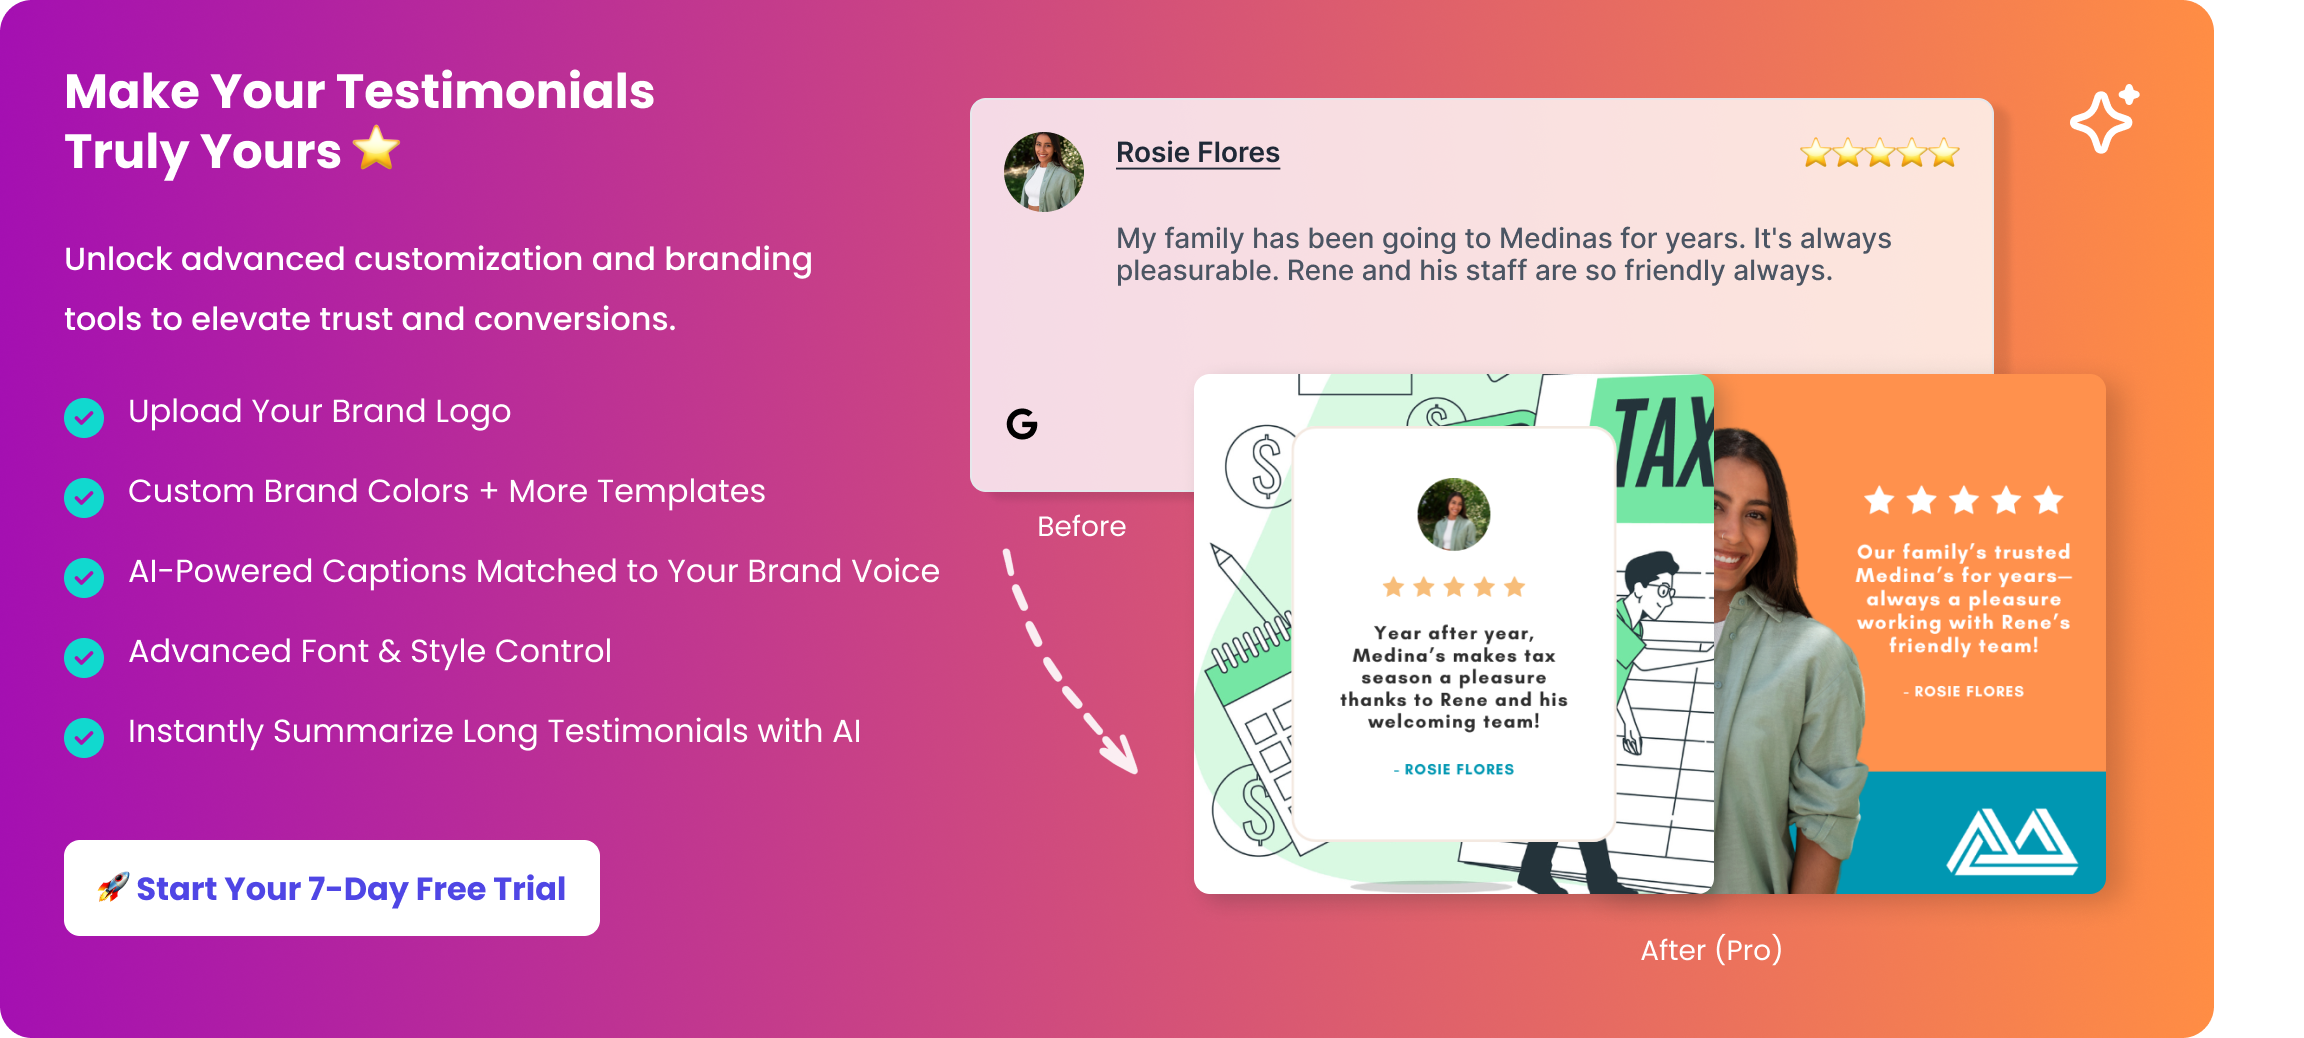 Make Your Testimonials
Truly Yours ⭐
Unlock advanced customization and branding
tools to elevate trust and conversions.
Upload Your Brand Logo
Custom Brand Colors + More Templates
AI-Powered Captions Matched to Your Brand Voice
Advanced Font & Style Control
Instantly Summarize Long Testimonials with AI
🚀 Start Your 7-Day Free Trial
Rosie Flores
My family has been going to Medinas for years. It's always
pleasurable. Rene and his staff are so friendly always.
G
Before
TAX
$
$
$
Year after year,
Medina's makes tax
season a pleasure
thanks to Rene and his
welcoming team!
- ROSIE FLORES
Our family's trusted
Medina's for years—
always a pleasure
working with Rene's
friendly team!
- ROSIE FLORES
After (Pro)